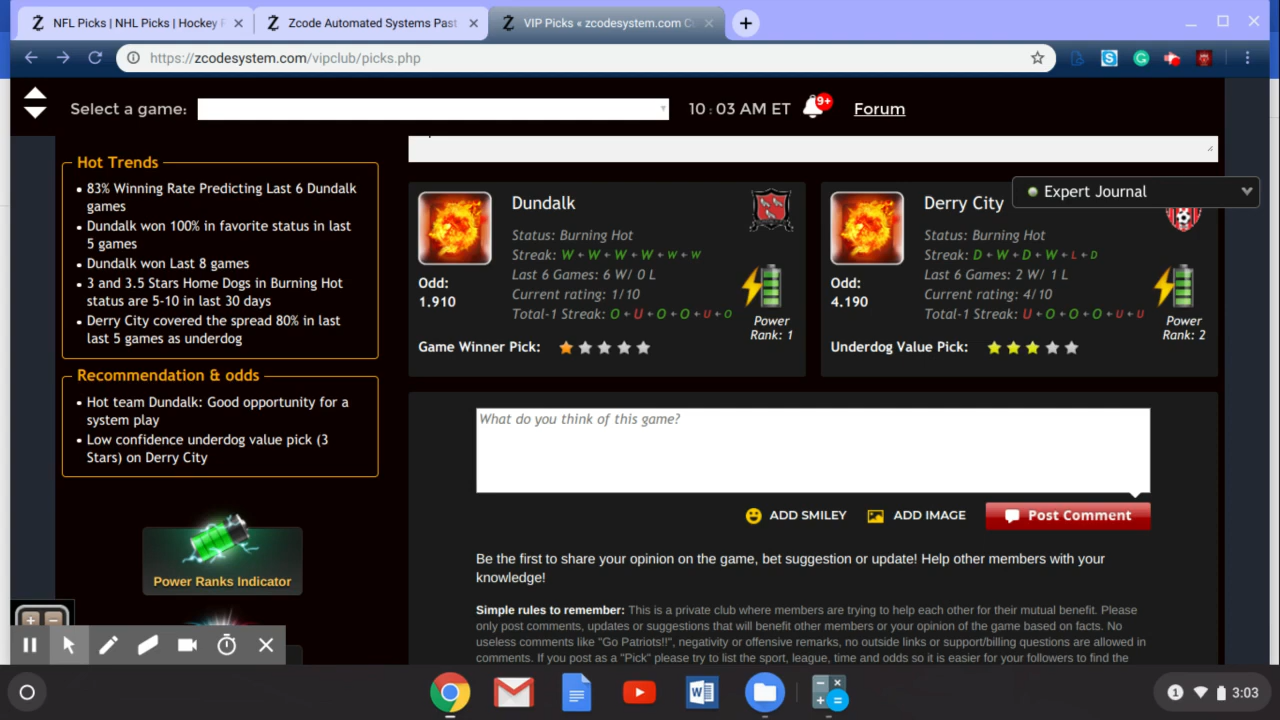 NFL Picks | NHL Picks | Hockey
Zcode Automated Systems Past
VIP Picks « zcodesystem.com
https://zcodesystem.com/vipclub/picks.php
Select a game:
10:03 AM ET
9+
Forum
Hot Trends
83% Winning Rate Predicting Last 6 Dundalk
games
Dundalk won 100% in favorite status in last
5 games
Dundalk won Last 8 games
3 and 3.5 Stars Home Dogs in Burning Hot
status are 5-10 in last 30 days
Derry City covered the spread 80% in last
last 5 games as underdog
Recommendation & odds
Hot team Dundalk: Good opportunity for a
system play
Low confidence underdog value pick (3
Stars) on Derry City
Power Ranks Indicator
Dundalk
Status: Burning Hot
Streak: W W W W W W
Last 6 Games: 6 W/ 0 L
Odd:
1.910
Current rating: 1/10
Total-1 Streak: O U O O U O
Power
Rank: 1
Game Winner Pick:
Expert Journal
Derry City
Status: Burning Hot
Streak: D W D W L D
Last 6 Games: 2 W/ 1 L
Odd:
4.190
Current rating: 4/10
Total-1 Streak: U O O O U U
Power
Rank: 2
Underdog Value Pick:
What do you think of this game?
ADD SMILEY
ADD IMAGE
Post Comment
Be the first to share your opinion on the game, bet suggestion or update! Help other members with your
knowledge!
Simple rules to remember: This is a private club where members are trying to help each other for their mutual benefit. Please
only post comments, updates or suggestions that will benefit other members or your opinion of the game based on facts. No
useless comments like "Go Patriots!!", negativity or offensive remarks, no outside links or support/billing questions are allowed in
comments. If you post as a "Pick" please try to list the sport, league, time and odds so it is easier for your followers to find the
1
3:03